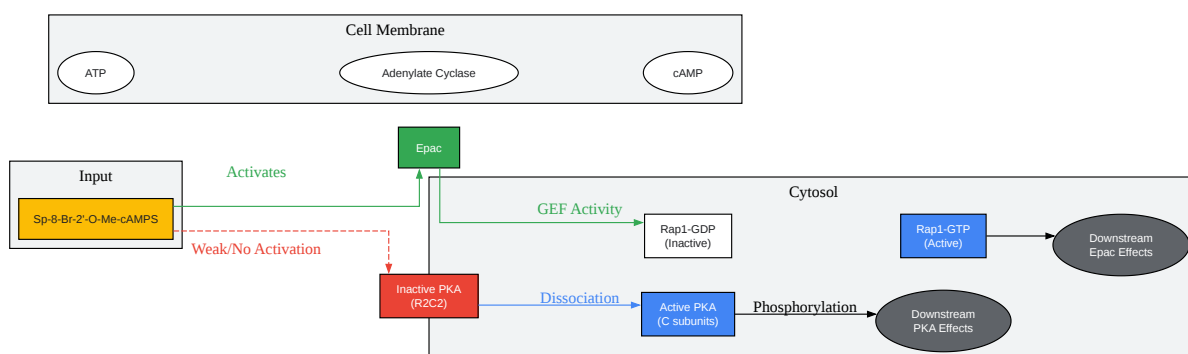 Cell Membrane
ATP
Adenylate Cyclase
cAMP
Epac
Input
Activates
Cytosol
Sp-8-Br-2'-O-Me-cAMPS
GEF Activity
Rap1-GDP
(Inactive)
Rap1-GTP
(Active)
Downstream
Epac Effects
Weak/No Activation
Inactive PKA
(R2C2)
Dissociation
Active PKA
(C subunits)
Phosphorylation
Downstream
PKA Effects